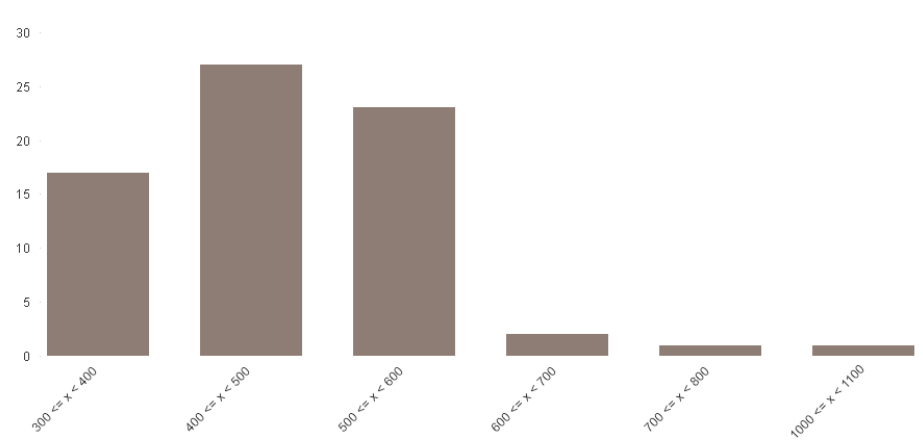 30
25
20
15
10
5
0
300 <= x < 400
400 <= x < 500
500 <= x < 600
600 <= x < 700
700 <= x < 800
1000 <= x < 1100